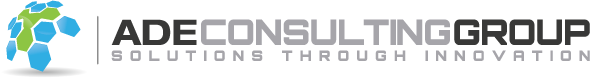 ADECONSULTINGGROUP
SOLUTIONS THROUGH INNOVATION